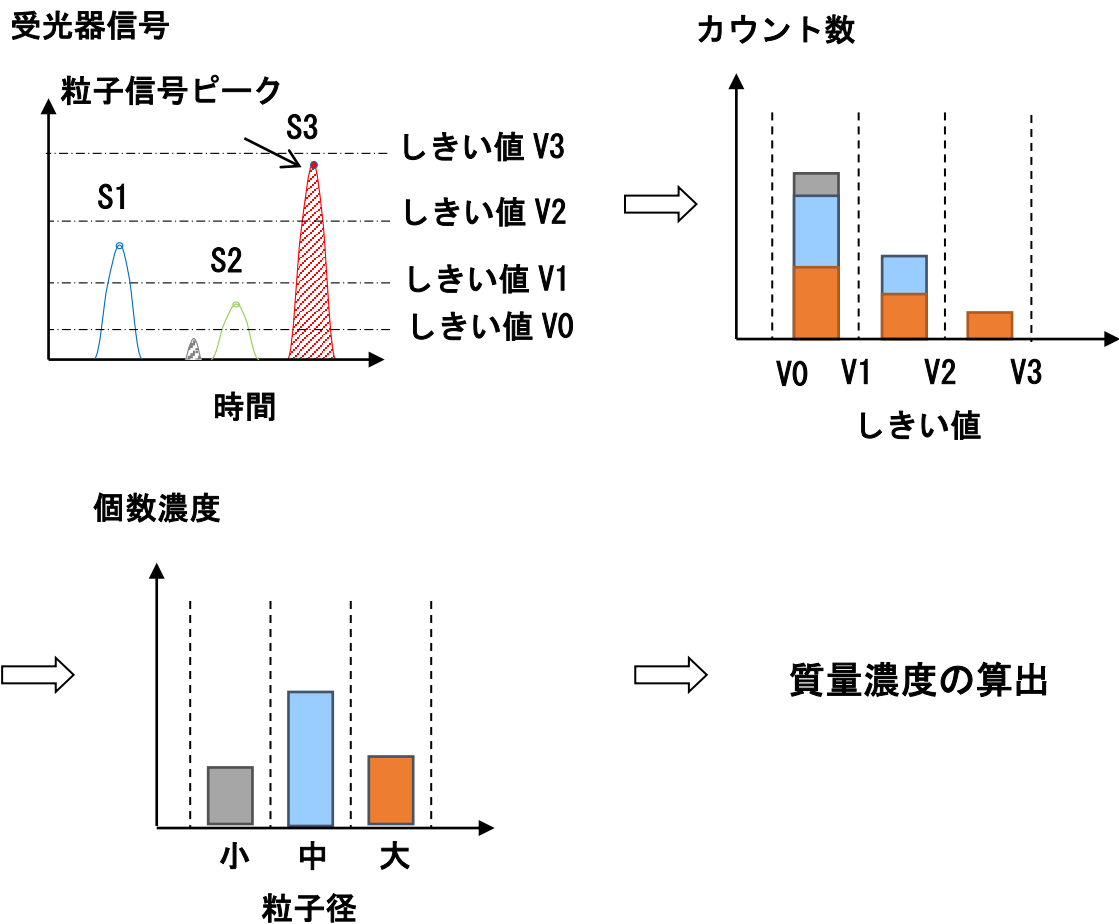 受光器信号
粒子信号ピーク
S1
S2
S3
しきい値 V3
しきい値 V2
しきい値 V1
しきい値 V0
時間
カウント数
V0 V1 V2 V3
しきい値
個数濃度
小 中 大
粒子径
質量濃度の算出